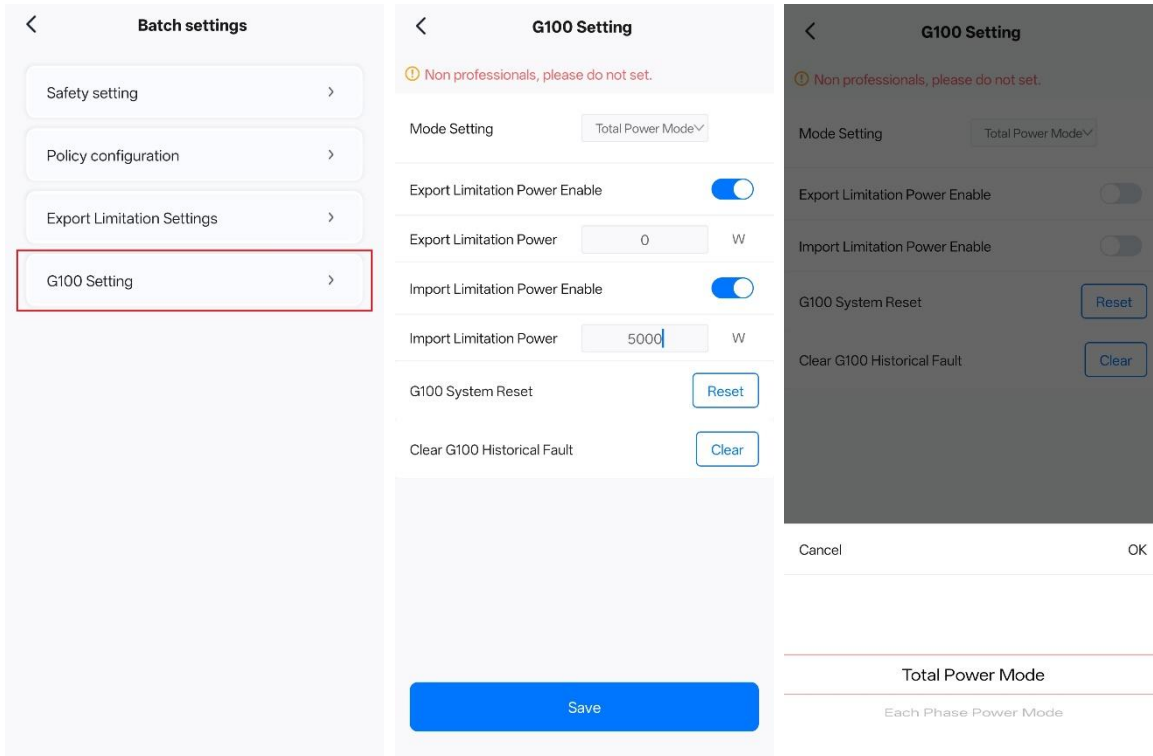 Batch settings
Safety setting
Policy configuration
Export Limitation Settings
G100 Setting
G100 Setting
Non professionals, please do not set.
Mode Setting Total Power Mode
Export Limitation Power Enable
Export Limitation Power 0 W
Import Limitation Power Enable
Import Limitation Power 5000 W
G100 System Reset Reset
Clear G100 Historical Fault Clear
Save
G100 Setting
Non professionals, please do not set.
Mode Setting Total Power Mode
Export Limitation Power Enable
Import Limitation Power Enable
G100 System Reset Reset
Clear G100 Historical Fault Clear
Cancel OK
Total Power Mode
Each Phase Power Mode